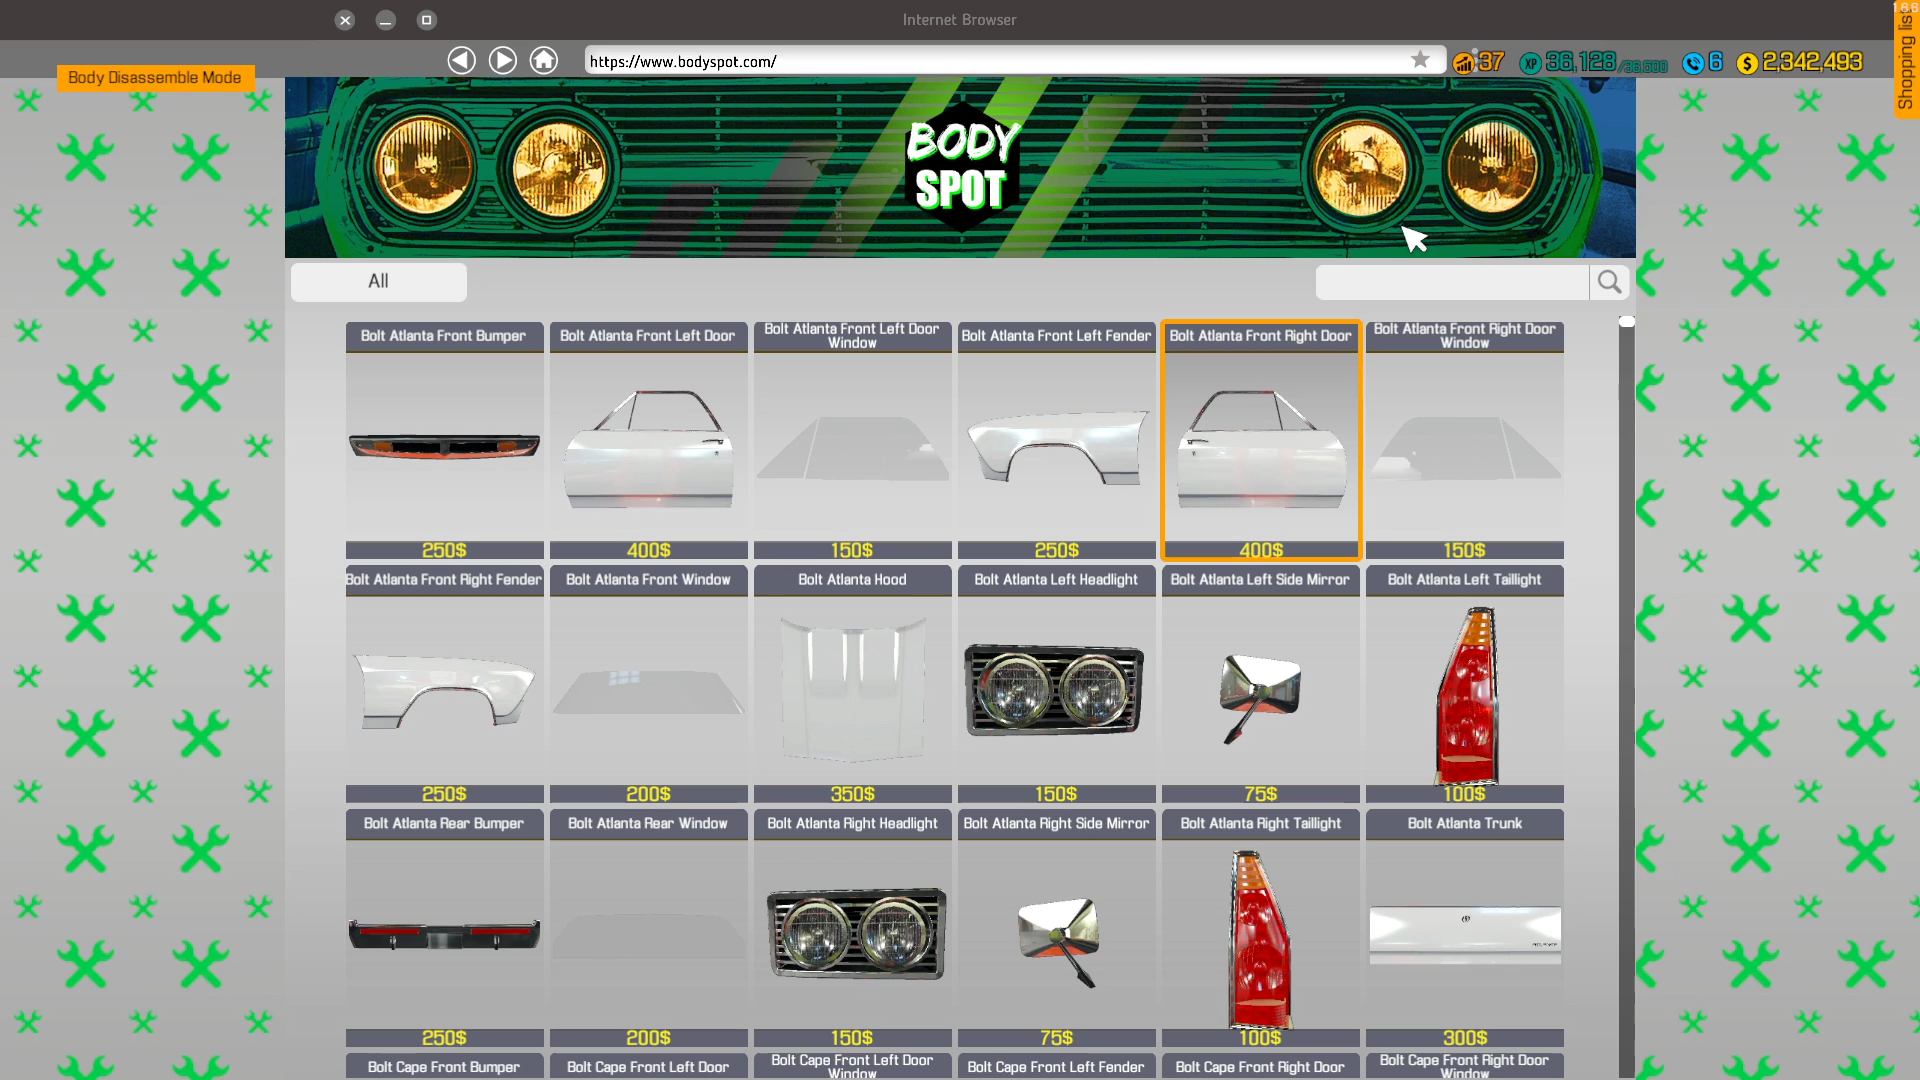 Internet Browser
1.8.6
https://www.bodyspot.com/
37
XP
36,128/38,500
6
$
2,342,493
Shopping list
Body Disassemble Mode
BODY
SPOT
All
Bolt Atlanta Front Bumper
Bolt Atlanta Front Left Door
Bolt Atlanta Front Left Door
Window
Bolt Atlanta Front Left Fender
Bolt Atlanta Front Right Door
Bolt Atlanta Front Right Door
Window
250$
400$
150$
250$
400$
150$
Bolt Atlanta Front Right Fender
Bolt Atlanta Front Window
Bolt Atlanta Hood
Bolt Atlanta Left Headlight
Bolt Atlanta Left Side Mirror
Bolt Atlanta Left Taillight
250$
200$
350$
150$
75$
100$
Bolt Atlanta Rear Bumper
Bolt Atlanta Rear Window
Bolt Atlanta Right Headlight
Bolt Atlanta Right Side Mirror
Bolt Atlanta Right Taillight
Bolt Atlanta Trunk
250$
200$
150$
75$
100$
300$
Bolt Cape Front Bumper
Bolt Cape Front Left Door
Bolt Cape Front Left Door
Window
Bolt Cape Front Left Fender
Bolt Cape Front Right Door
Bolt Cape Front Right Door
Window